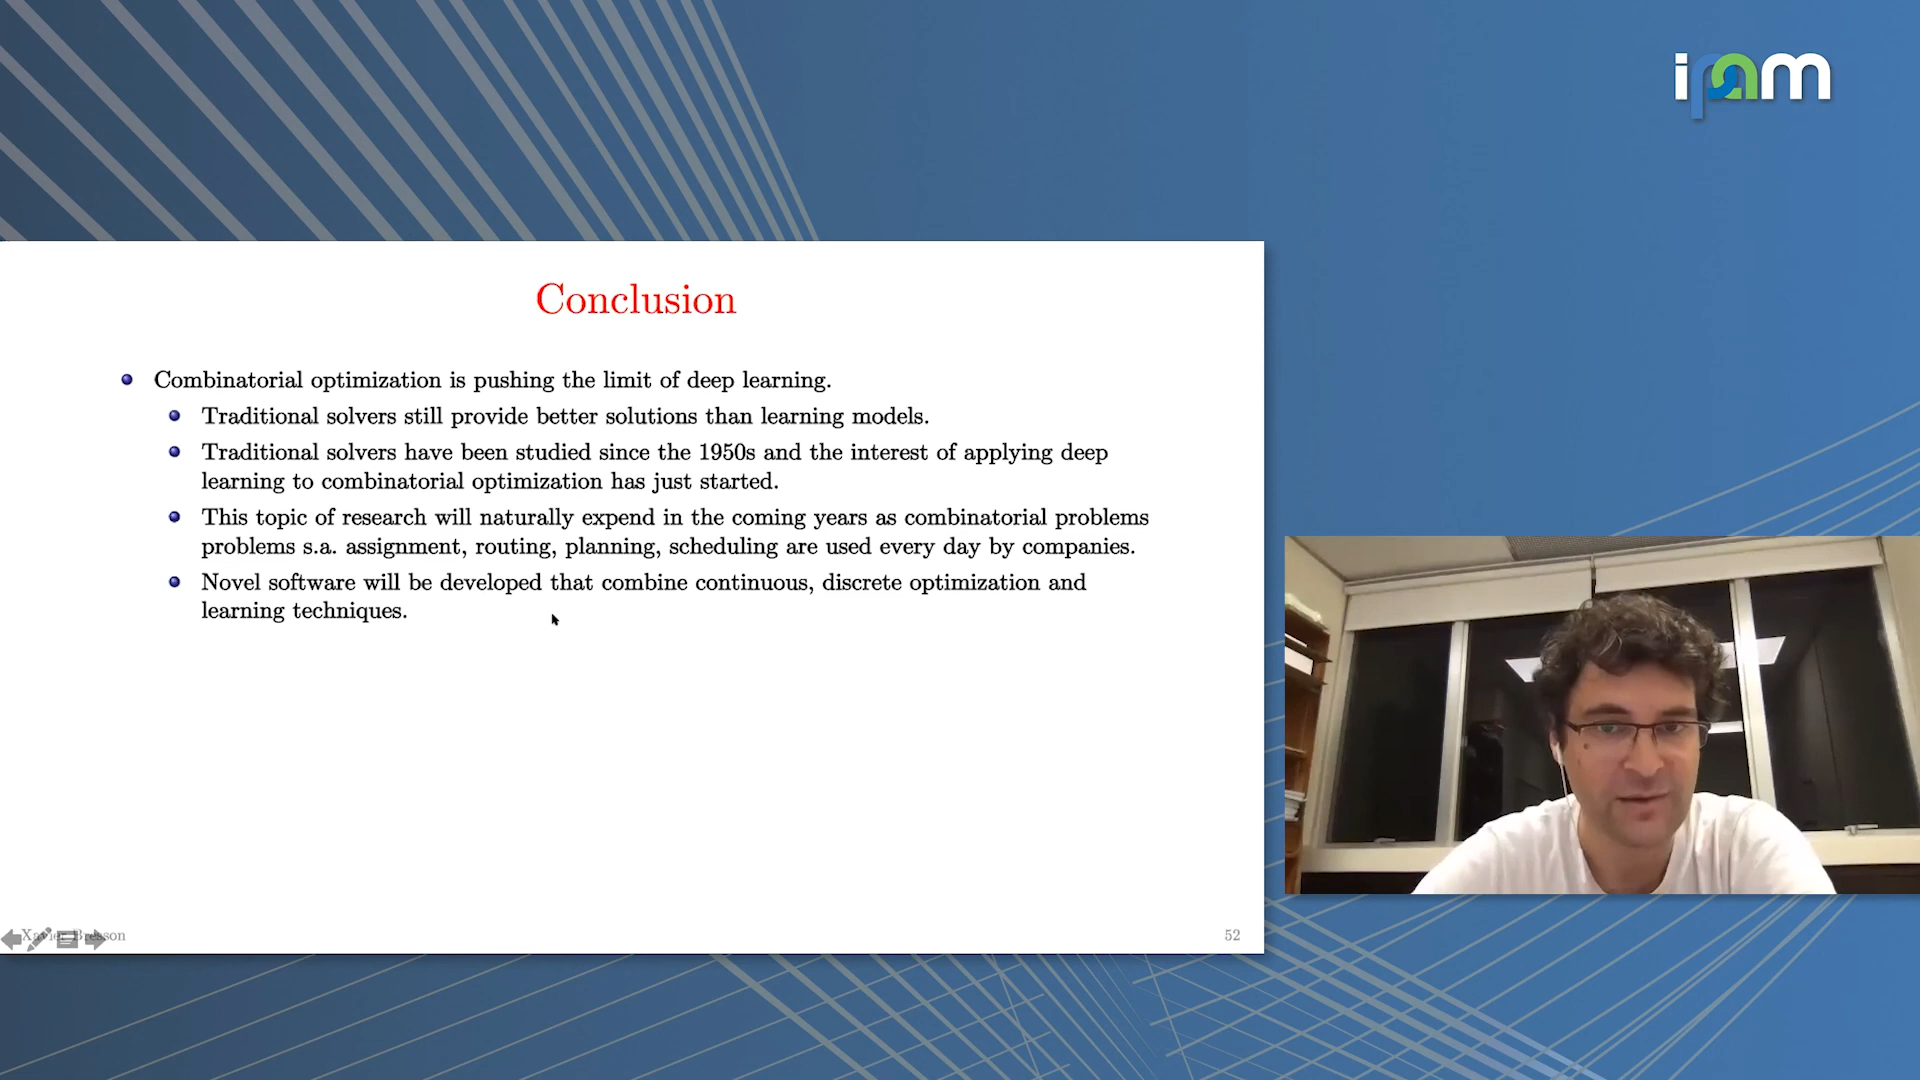 ipam
Conclusion
Combinatorial optimization is pushing the limit of deep learning.
Traditional solvers still provide better solutions than learning models.
Traditional solvers have been studied since the 1950s and the interest of applying deep
learning to combinatorial optimization has just started.
This topic of research will naturally expend in the coming years as combinatorial problems
problems s.a. assignment, routing, planning, scheduling are used every day by companies.
Novel software will be developed that combine continuous, discrete optimization and
learning techniques.
Xavier Bresson
52